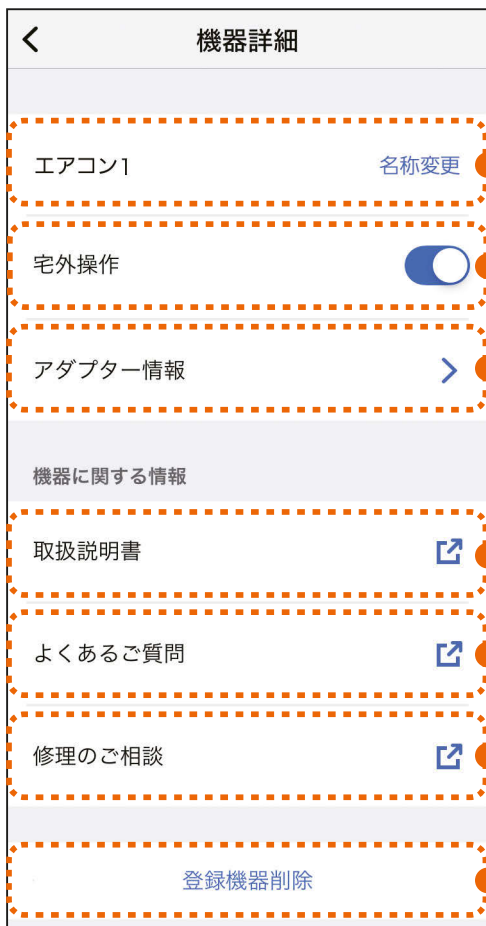 機器詳細
エアコン1 名称変更
宅外操作
アダプター情報
機器に関する情報
取扱説明書
よくあるご質問
修理のご相談
登録機器削除